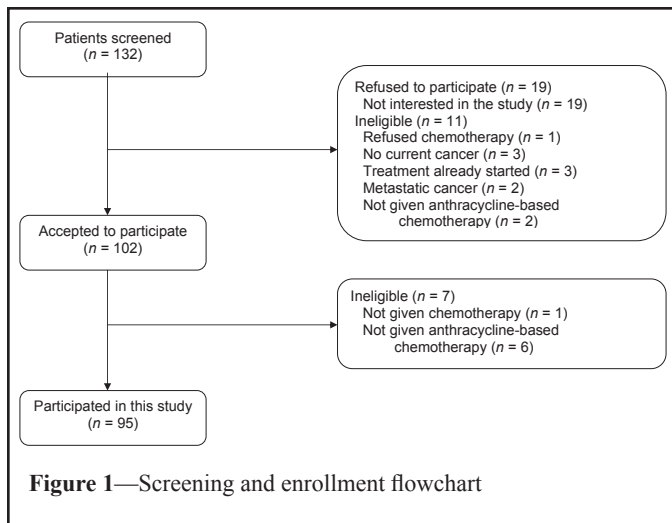 Patients screened
(n = 132)
Refused to participate (n = 19)
Not interested in the study (n = 19)
Ineligible (n = 11)
Refused chemotherapy (n = 1)
No current cancer (n = 3)
Treatment already started (n = 3)
Metastatic cancer (n = 2)
Not given anthracycline-based
chemotherapy (n = 2)
Accepted to participate
(n = 102)
Ineligible (n = 7)
Not given chemotherapy (n = 1)
Not given anthracycline-based
chemotherapy (n = 6)
Participated in this study
(n = 95)
Figure 1—Screening and enrollment flowchart